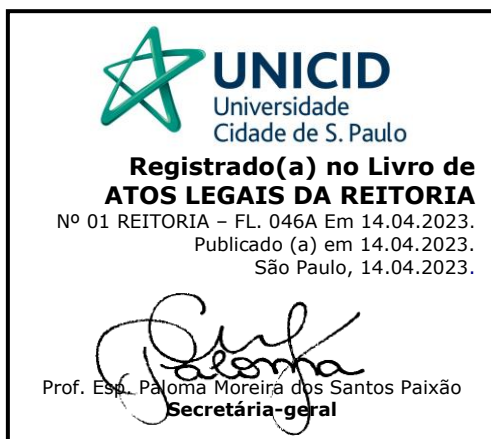 UNICID
Universidade
Cidade de S. Paulo
Registrado(a) no Livro de
ATOS LEGAIS DA REITORIA
Nº 01 REITORIA – FL. 046A Em 14.04.2023.
Publicado (a) em 14.04.2023.
São Paulo, 14.04.2023.
Paloma
Prof. Esp. Paloma Moreira dos Santos Paixão
Secretária-geral